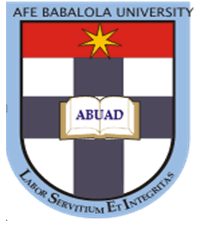 AFE BABALOLA UNIVERSITY
ABUAD
LABOR SERVITIUM ET INTEGRITAS